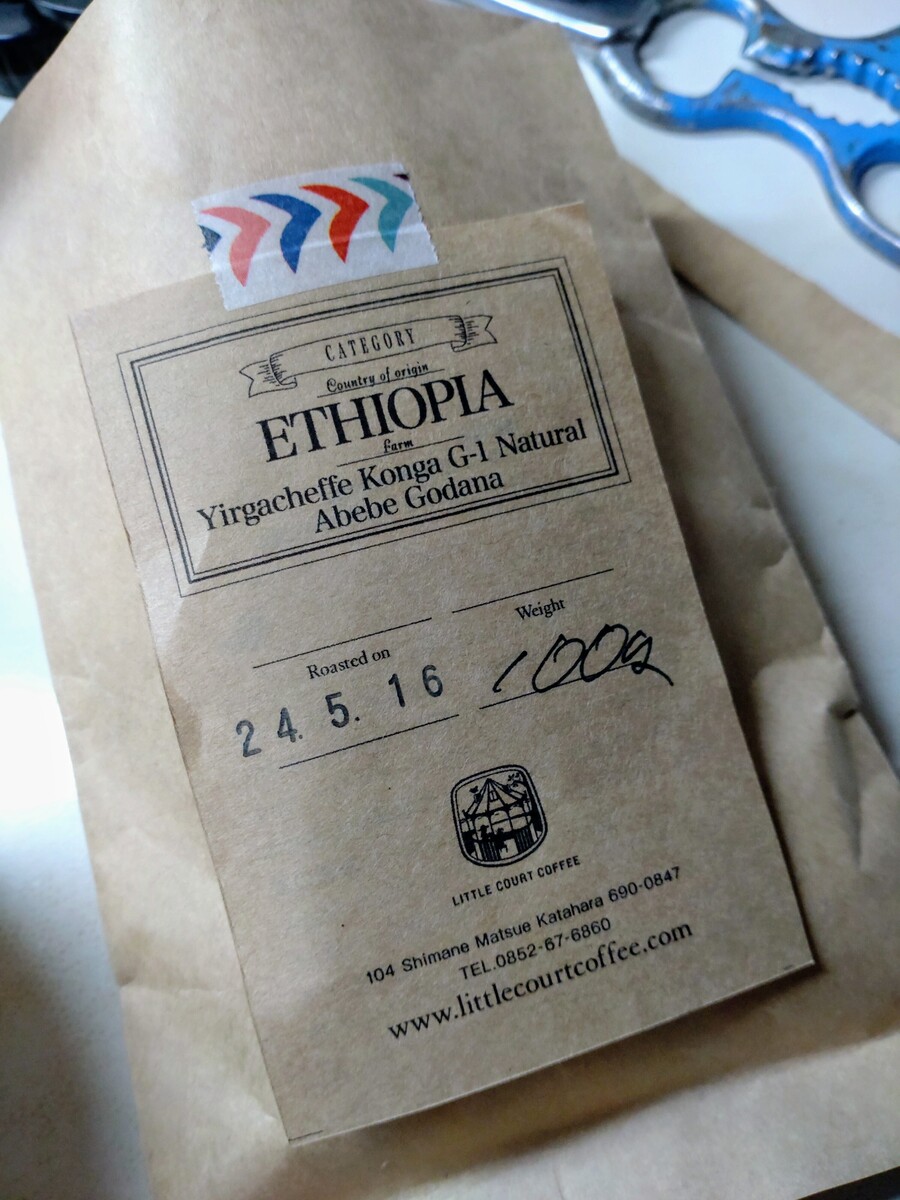 CATEGORY
Country of origin
ETHIOPIA
farm
Yirgacheffe Konga G-1 Natural
Abebe Godana
Roasted on
24. 5. 16
Weight
100g
LITTLE COURT COFFEE
104 Shimane Matsue Katahara 690-0847
TEL.0852-67-6860
www.littlecourtcoffee.com